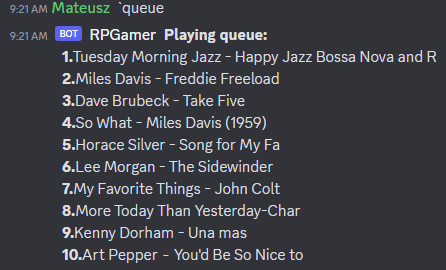 9:21 AM Mateusz `queue
9:21 AM BOT RPGamer Playing queue:
1.Tuesday Morning Jazz - Happy Jazz Bossa Nova and R
2.Miles Davis - Freddie Freeload
3.Dave Brubeck - Take Five
4.So What - Miles Davis (1959)
5.Horace Silver - Song for My Fa
6.Lee Morgan - The Sidewinder
7.My Favorite Things - John Colt
8.More Today Than Yesterday-Char
9.Kenny Dorham - Una mas
10.Art Pepper - You'd Be So Nice to